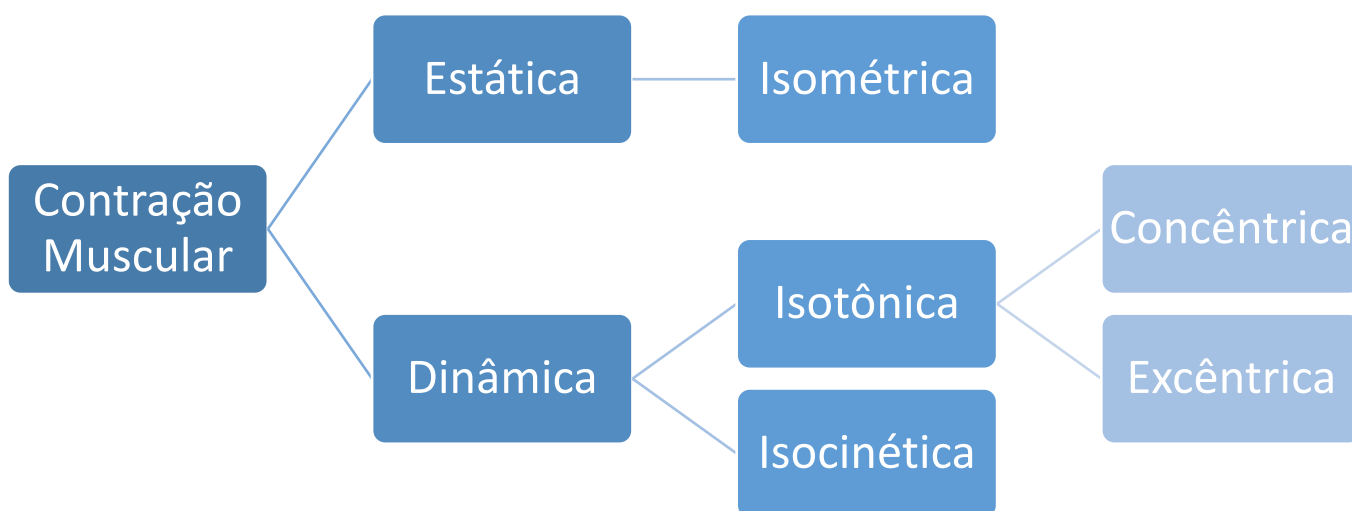 Contração
Muscular
Estática
Isométrica
Dinâmica
Isotônica
Concêntrica
Excêntrica
Isocinética